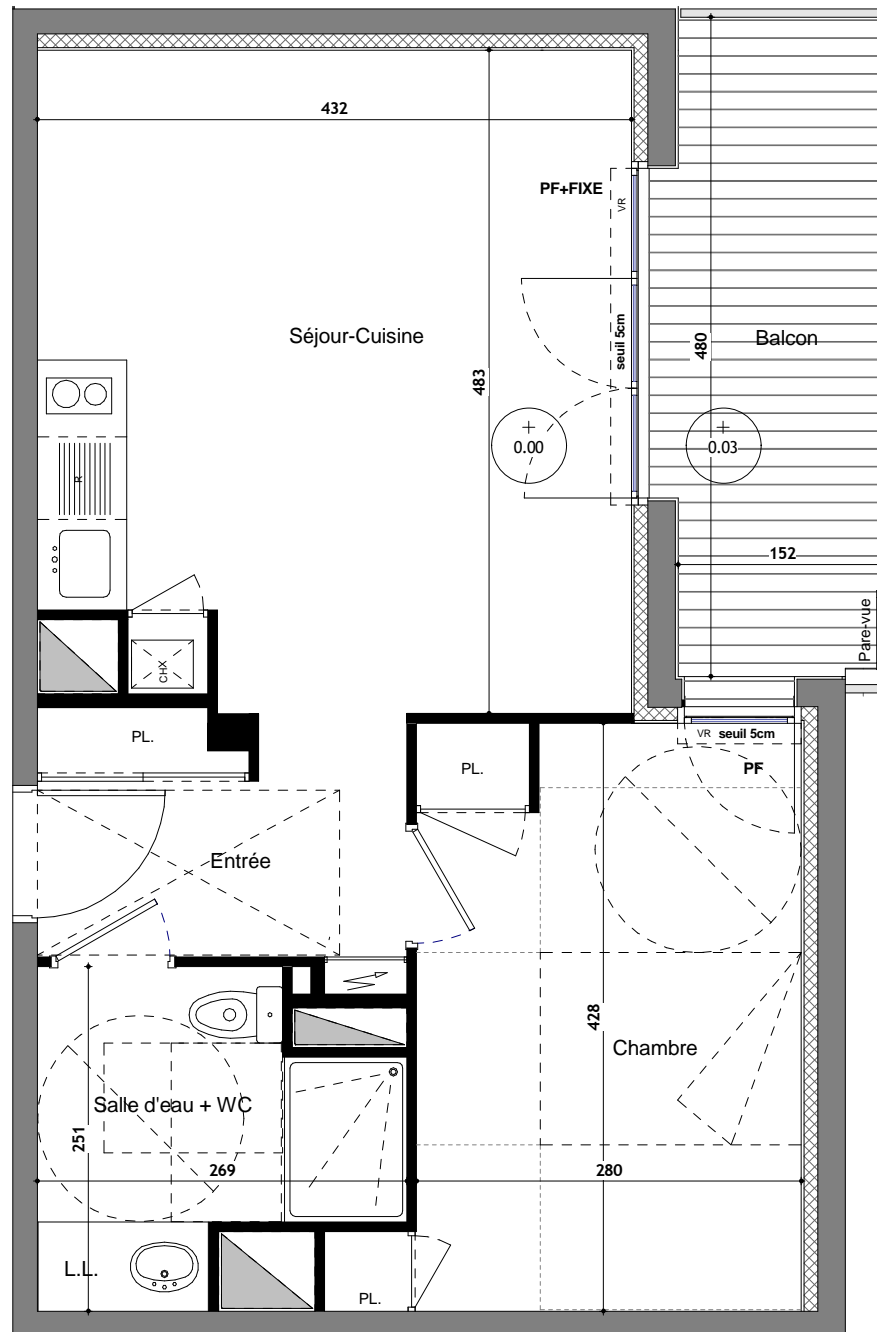 432
PF+FIXE
VR
Séjour-Cuisine
seuil 5cm
480
Balcon
483
0.00
0.03
R
152
CHX
Pare-vue
PL.
VR seuil 5cm
PL.
PF
Entrée
428
Chambre
Salle d'eau + WC
251
269
280
L.L.
PL.